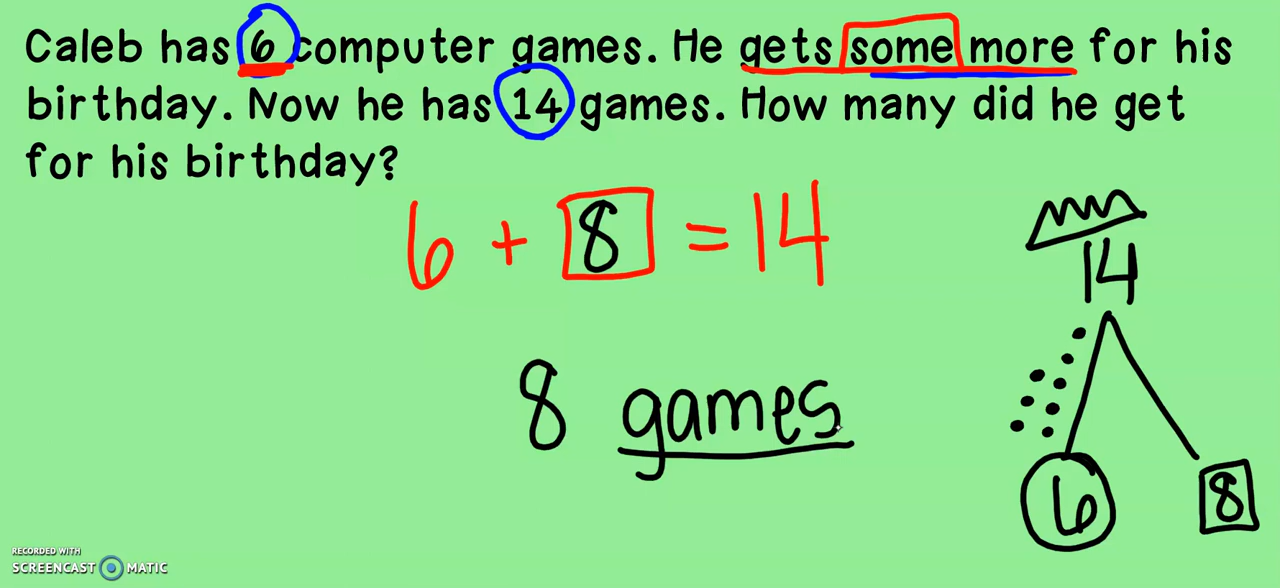 Caleb has 6 computer games. He gets some more for his
birthday. Now he has 14 games. How many did he get
for his birthday?
6 + 8 = 14
14
8 games
6 8
RECORDED WITH
SCREENCAST MATIC